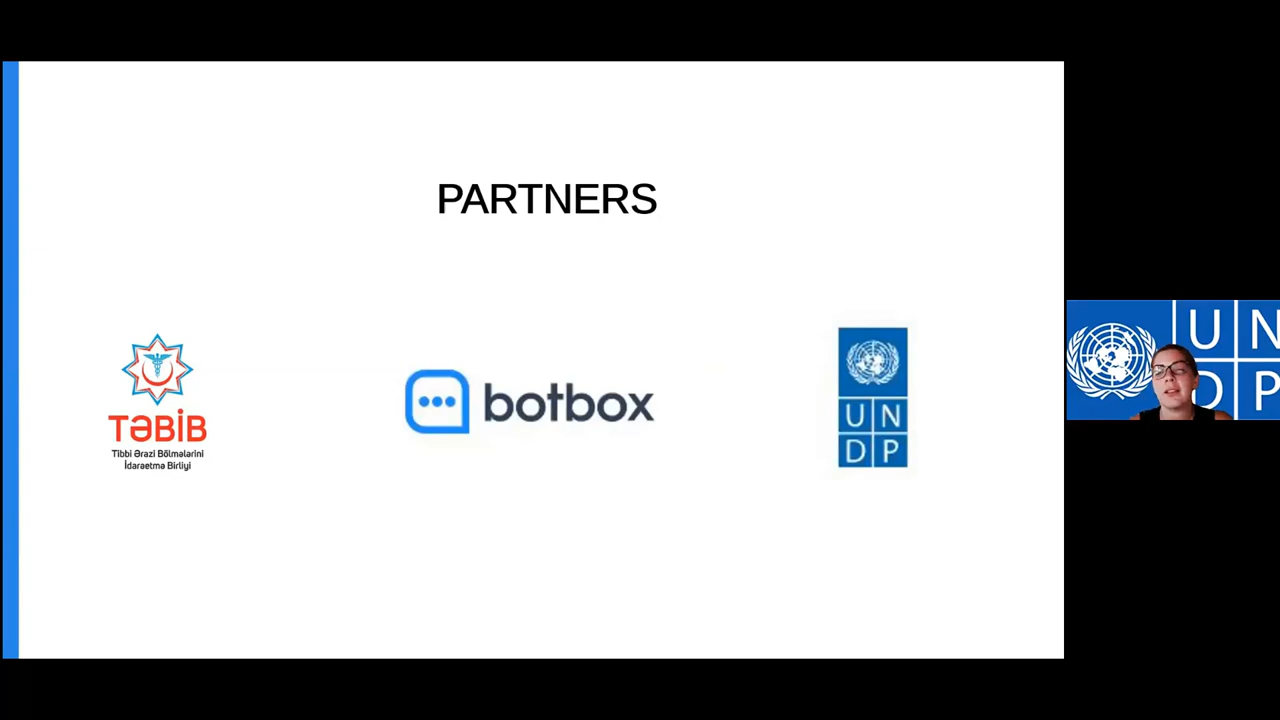 PARTNERS
TƏBİB
Tibbi Ərazi Bölmələrini
İdarəetmə Birliyi
botbox
U N
D P
U N
D P